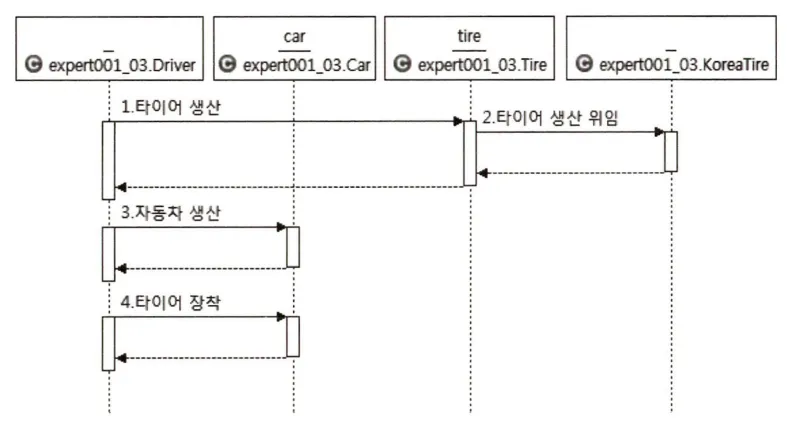 _
car
tire
_
C expert001_03.Driver
C expert001_03.Car
C expert001_03.Tire
C expert001_03.KoreaTire
1.타이어 생산
2.타이어 생산 위임
3.자동차 생산
4.타이어 장착